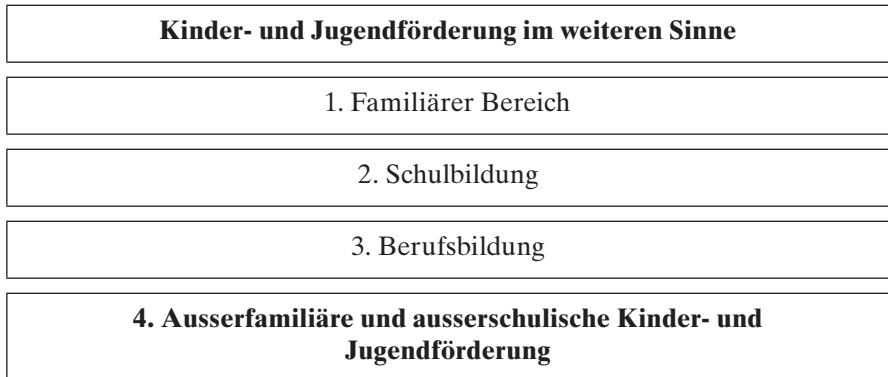 Kinder- und Jugendförderung im weiteren Sinne
1. Familiärer Bereich
2. Schulbildung
3. Berufsbildung
4. Ausserfamiliäre und ausserschulische Kinder- und
Jugendförderung